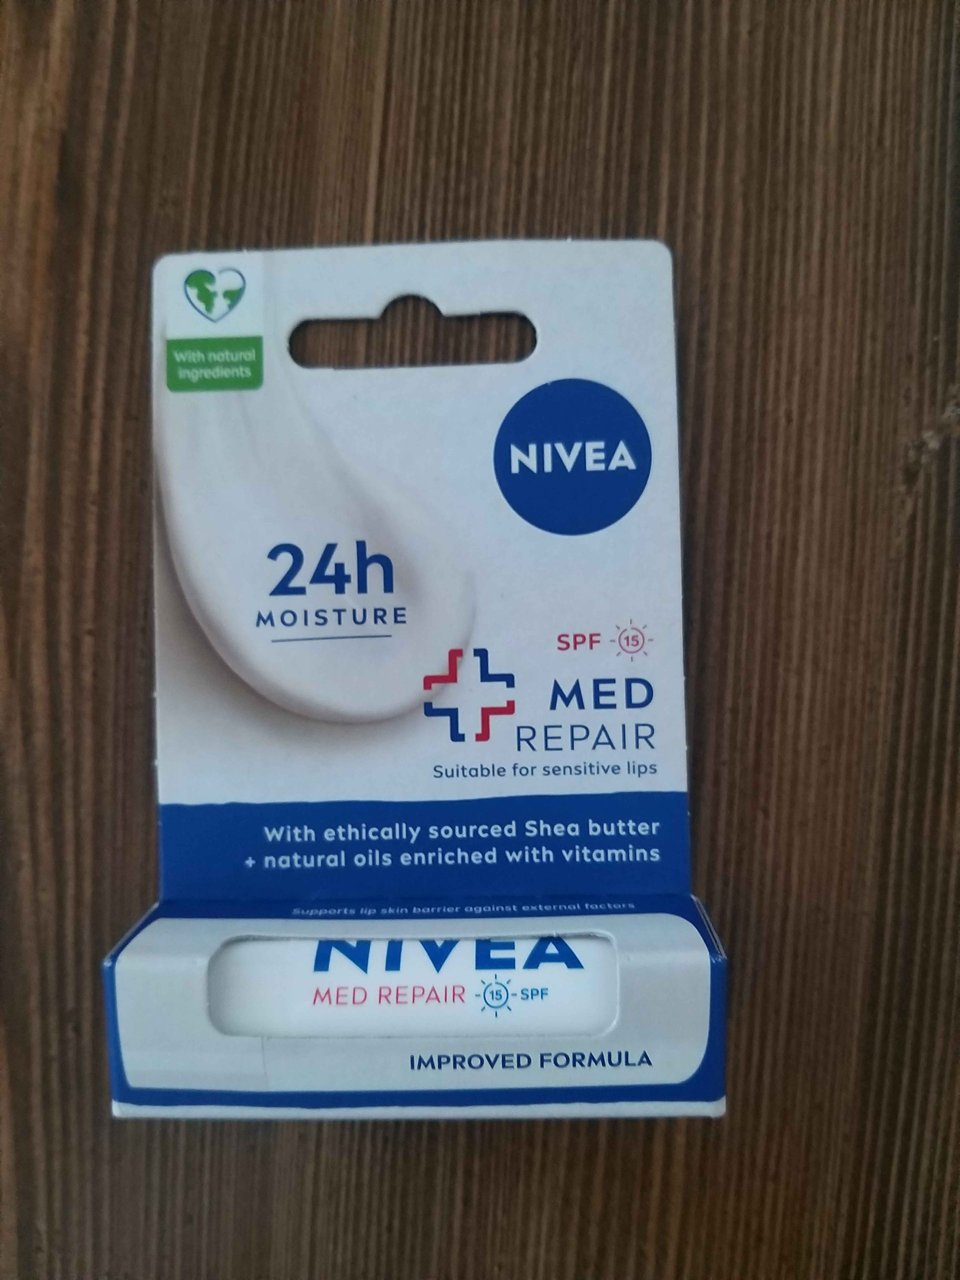 With natural
ingredients
NIVEA
24h
MOISTURE
SPF 15
MED
REPAIR
Suitable for sensitive lips
With ethically sourced Shea butter
+ natural oils enriched with vitamins
Supports lip skin barrier against external factors
NIVEA
MED REPAIR 15 SPF
IMPROVED FORMULA